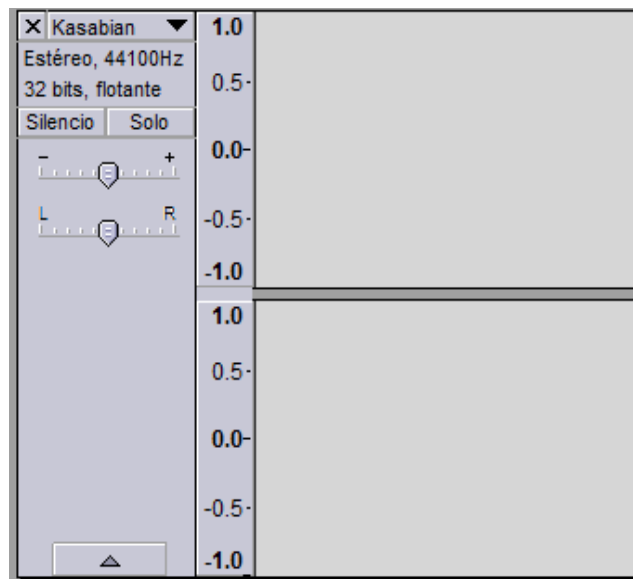 X Kasabian
Estéreo, 44100Hz
32 bits, flotante
Silencio Solo
- +
L R
1.0
0.5
0.0
-0.5
-1.0
1.0
0.5
0.0
-0.5
-1.0